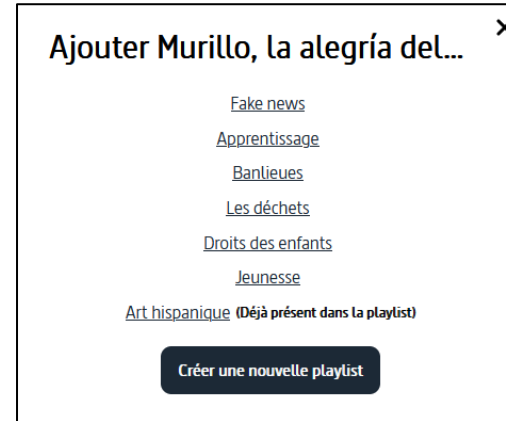 Ajouter Murillo, la alegría del...
Fake news
Apprentissage
Banlieues
Les déchets
Droits des enfants
Jeunesse
Art hispanique (Déjà présent dans la playlist)
Créer une nouvelle playlist